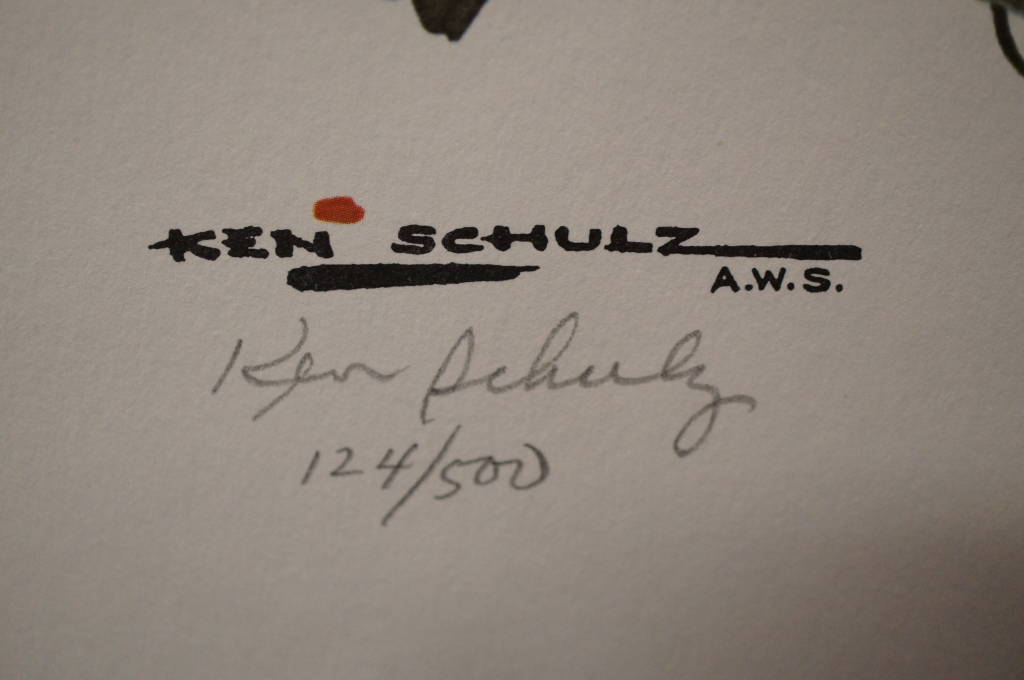 KEN SCHULZ
A.W.S.
Ken Schulz
124/500